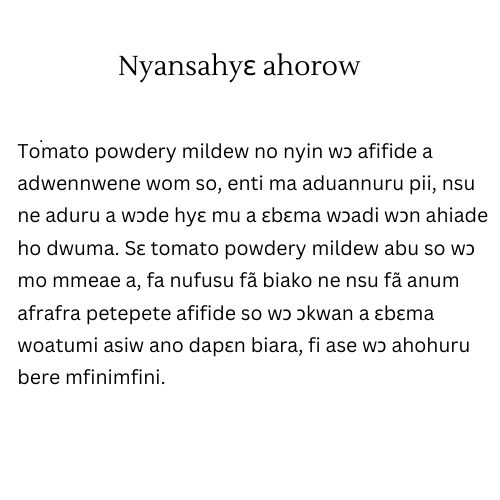 Nyansahyɛ ahorow
Tomato powdery mildew no nyin wɔ afifide a
adwennwene wom so, enti ma aduannuru pii, nsu
ne aduru a wɔde hyɛ mu a ɛbɛma wɔadi wɔn ahiade
ho dwuma. Sɛ tomato powdery mildew abu so wɔ
mo mmeae a, fa nufusu fã biako ne nsu fã anum
afrafra petepete afifide so wɔ ɔkwan a ɛbɛma
woatumi asiw ano dapɛn biara, fi ase wɔ ahohuru
bere mfinimfini.